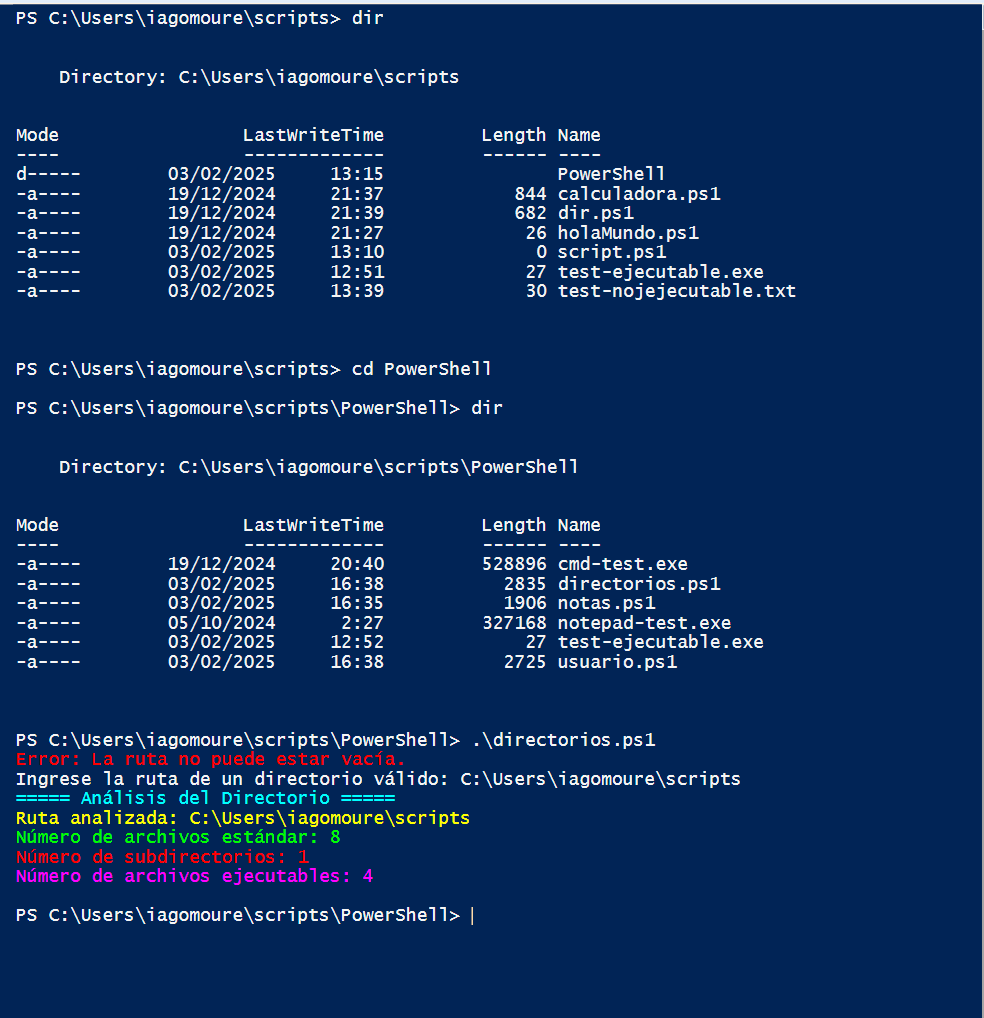 PS C:\Users\iagomoure\scripts> dir
Directory: C:\Users\iagomoure\scripts
Mode LastWriteTime Length Name
---- ------------- ------ ----
d----- 03/02/2025 13:15 PowerShell
-a---- 19/12/2024 21:37 844 calculadora.ps1
-a---- 19/12/2024 21:39 682 dir.ps1
-a---- 19/12/2024 21:27 26 holaMundo.ps1
-a---- 03/02/2025 13:10 0 script.ps1
-a---- 03/02/2025 12:51 27 test-ejecutable.exe
-a---- 03/02/2025 13:39 30 test-nojejecutable.txt
PS C:\Users\iagomoure\scripts> cd PowerShell
PS C:\Users\iagomoure\scripts\PowerShell> dir
Directory: C:\Users\iagomoure\scripts\PowerShell
Mode LastWriteTime Length Name
---- ------------- ------ ----
-a---- 19/12/2024 20:40 528896 cmd-test.exe
-a---- 03/02/2025 16:38 2835 directorios.ps1
-a---- 03/02/2025 16:35 1906 notas.ps1
-a---- 05/10/2024 2:27 327168 notepad-test.exe
-a---- 03/02/2025 12:52 27 test-ejecutable.exe
-a---- 03/02/2025 16:38 2725 usuario.ps1
PS C:\Users\iagomoure\scripts\PowerShell> .\directorios.ps1
Error: La ruta no puede estar vacía.
Ingrese la ruta de un directorio válido: C:\Users\iagomoure\scripts
===== Análisis del Directorio =====
Ruta analizada: C:\Users\iagomoure\scripts
Número de archivos estándar: 8
Número de subdirectorios: 1
Número de archivos ejecutables: 4
PS C:\Users\iagomoure\scripts\PowerShell>